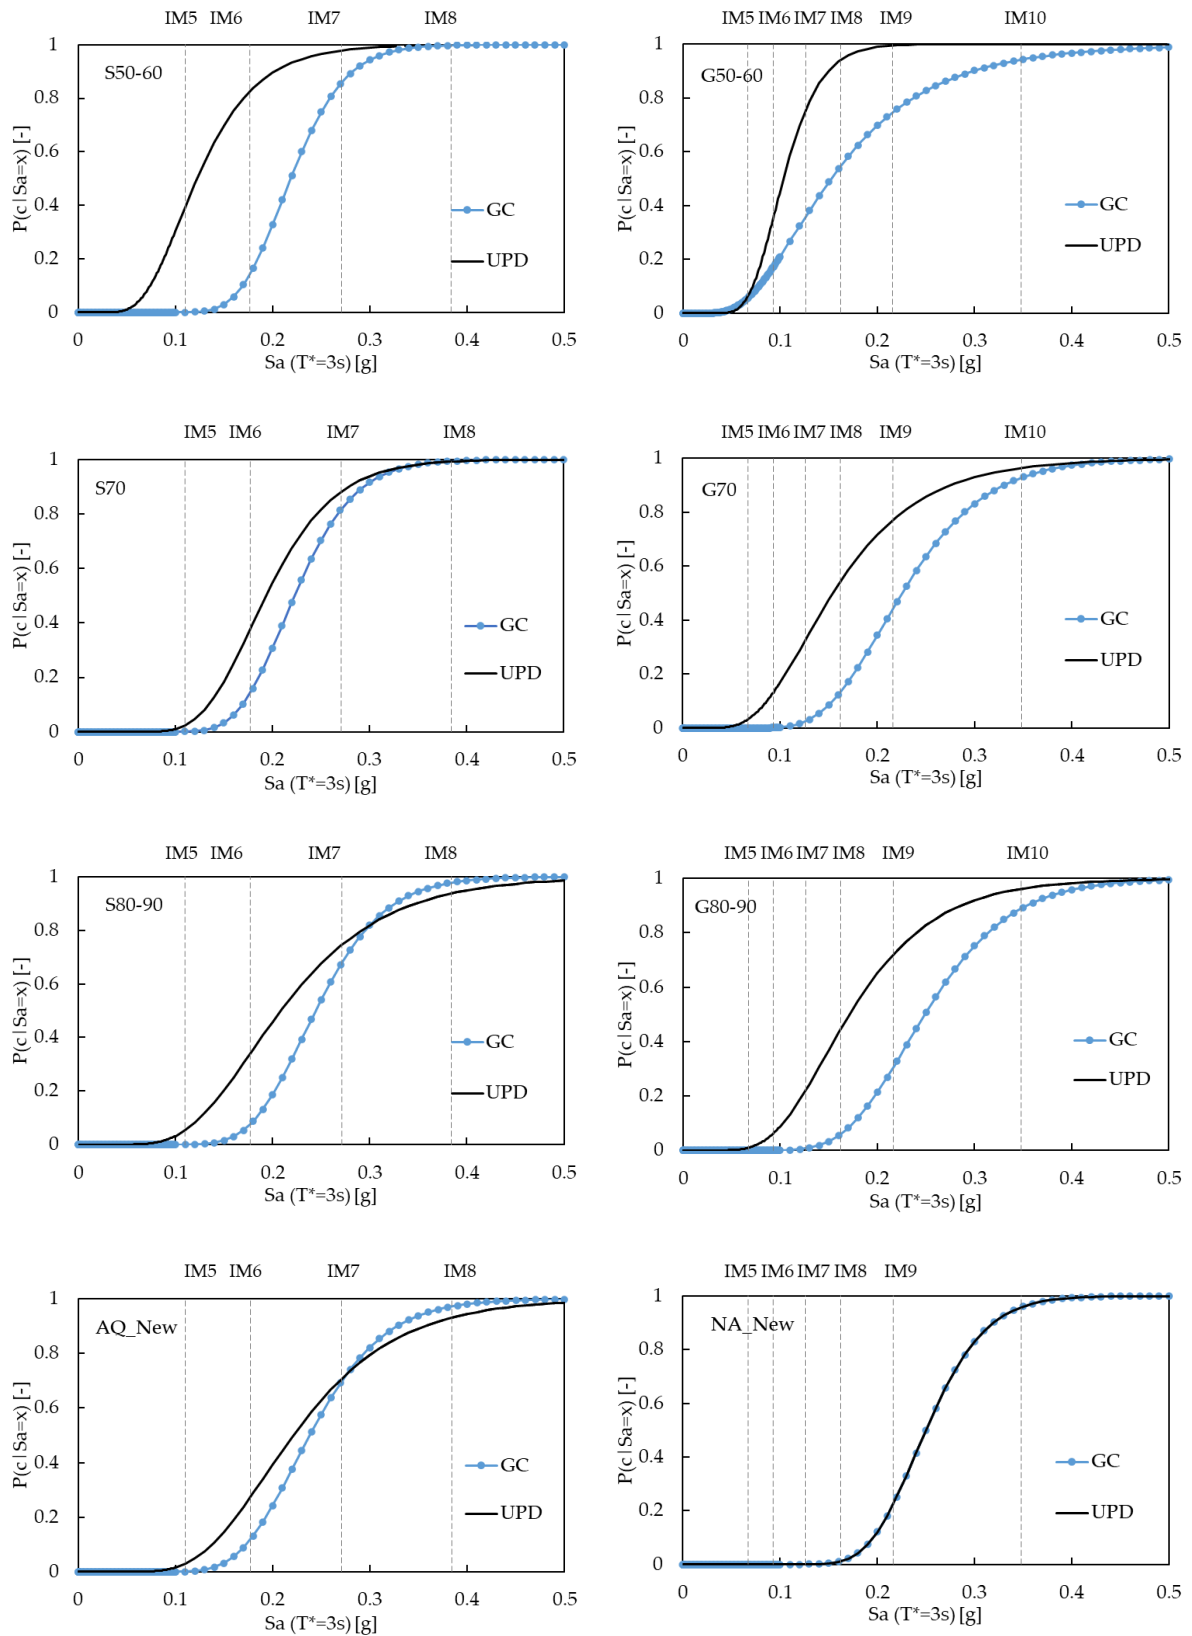 IM5 IM6 IM7 IM8
1
0.8
0.6
0.4
0.2
0
P(c|Sa=x) [-]
S50-60
GC
UPD
0 0.1 0.2 0.3 0.4 0.5
Sa (T*=3s) [g]
IM5 IM6 IM7 IM8 IM9 IM10
1
0.8
0.6
0.4
0.2
0
P(c|Sa=x) [-]
G50-60
GC
UPD
0 0.1 0.2 0.3 0.4 0.5
Sa (T*=3s) [g]
IM5 IM6 IM7 IM8
1
0.8
0.6
0.4
0.2
0
P(c|Sa=x) [-]
S70
GC
UPD
0 0.1 0.2 0.3 0.4 0.5
Sa (T*=3s) [g]
IM5 IM6 IM7 IM8 IM9 IM10
1
0.8
0.6
0.4
0.2
0
P(c|Sa=x) [-]
G70
GC
UPD
0 0.1 0.2 0.3 0.4 0.5
Sa (T*=3s) [g]
IM5 IM6 IM7 IM8
1
0.8
0.6
0.4
0.2
0
P(c|Sa=x) [-]
S80-90
GC
UPD
0 0.1 0.2 0.3 0.4 0.5
Sa (T*=3s) [g]
IM5 IM6 IM7 IM8 IM9 IM10
1
0.8
0.6
0.4
0.2
0
P(c|Sa=x) [-]
G80-90
GC
UPD
0 0.1 0.2 0.3 0.4 0.5
Sa (T*=3s) [g]
IM5 IM6 IM7 IM8
1
0.8
0.6
0.4
0.2
0
P(c|Sa=x) [-]
AQ_New
GC
UPD
0 0.1 0.2 0.3 0.4 0.5
Sa (T*=3s) [g]
IM5 IM6 IM7 IM8 IM9
1
0.8
0.6
0.4
0.2
0
P(c|Sa=x) [-]
NA_New
GC
UPD
0 0.1 0.2 0.3 0.4 0.5
Sa (T*=3s) [g]